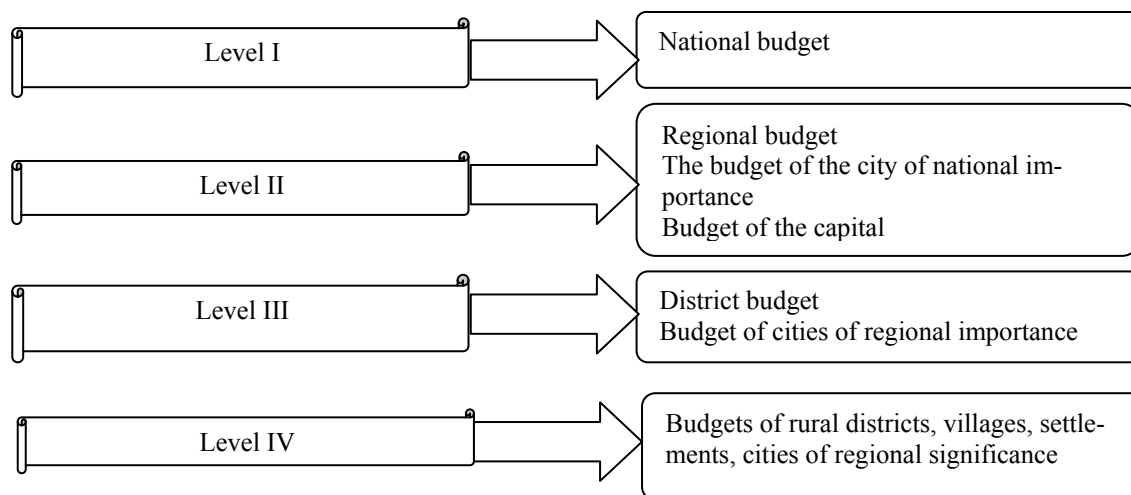 Level I
National budget
Level II
Regional budget
The budget of the city of national im-
portance
Budget of the capital
Level III
District budget
Budget of cities of regional importance
Level IV
Budgets of rural districts, villages, settle-
ments, cities of regional significance